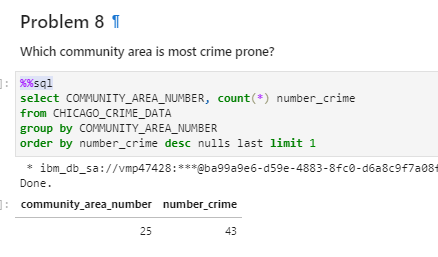 Problem 8 ¶
Which community area is most crime prone?
]: %%sql
select COMMUNITY_AREA_NUMBER, count(*) number_crime
from CHICAGO_CRIME_DATA
group by COMMUNITY_AREA_NUMBER
order by number_crime desc nulls last limit 1
* ibm_db_sa://vmp47428:***@ba99a9e6-d59e-4883-8fc0-d6a8c9f7a08f
Done.
]: community_area_number number_crime
25 43